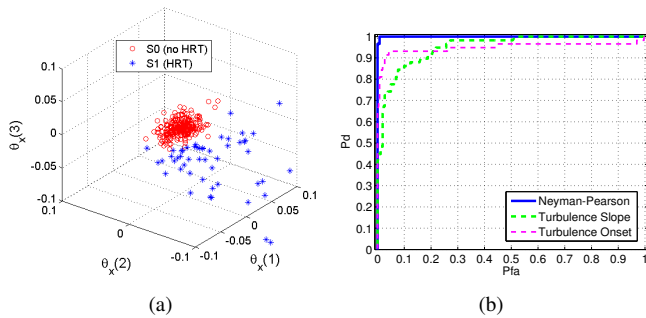 S0 (no HRT)
S1 (HRT)
0.1
0.05
0
-0.05
-0.1
θx(3)
0.1
0
-0.1
θx(2)
-0.1
-0.05
0
0.05
0.1
θx(1)
(a)
1
0.9
0.8
0.7
0.6
0.5
0.4
0.3
0.2
0.1
0
Pd
Neyman-Pearson
Turbulence Slope
Turbulence Onset
0 0.1 0.2 0.3 0.4 0.5 0.6 0.7 0.8 0.9 1
Pfa
(b)